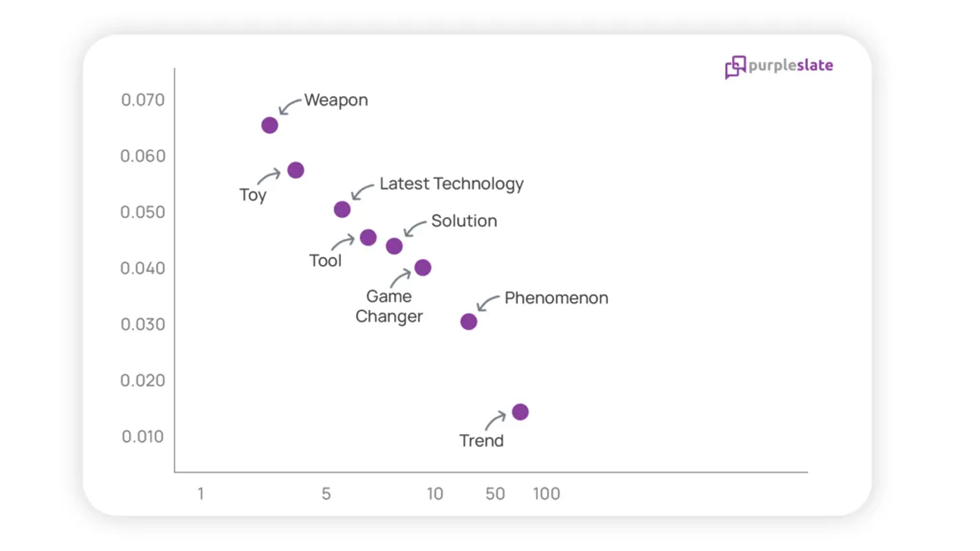 purpleslate
0.070
Weapon
0.060
Toy
Latest Technology
0.050
Solution
Tool
0.040
Game
Changer
Phenomenon
0.030
0.020
Trend
0.010
1 5 10 50 100